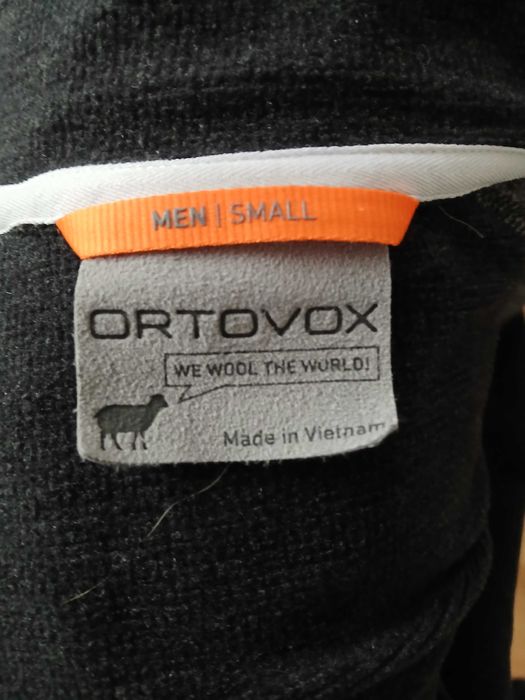 MEN | SMALL
ORTOVOX
WE WOOL THE WORLD!
Made in Vietnam